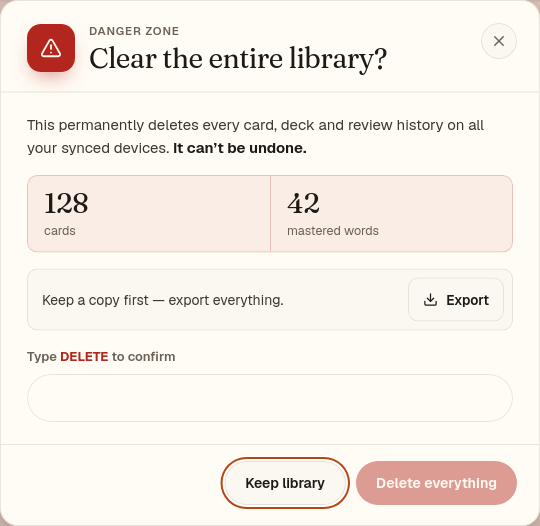 DANGER ZONE
Clear the entire library?
This permanently deletes every card, deck and review history on all
your synced devices. It can’t be undone.
128
cards
42
mastered words
Keep a copy first — export everything.
Export
Type DELETE to confirm
Keep library
Delete everything